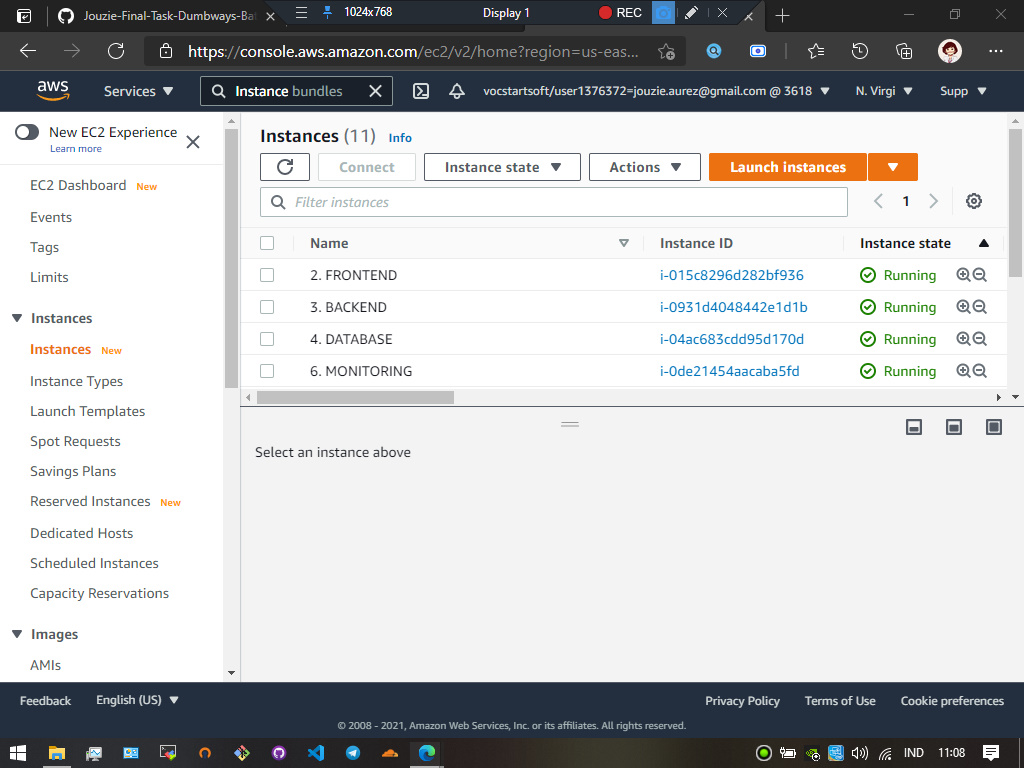 Jouzie-Final-Task-Dumbways-Ba
1024x768
Display 1
REC
https://console.aws.amazon.com/ec2/v2/home?region=us-eas...
aws
Services
Instance bundles
vocstartsoft/user1376372=jouzie.aurez@gmail.com @ 3618
N. Virgi
Supp
New EC2 Experience
Learn more
EC2 Dashboard New
Events
Tags
Limits
Instances
Instances New
Instance Types
Launch Templates
Spot Requests
Savings Plans
Reserved Instances New
Dedicated Hosts
Scheduled Instances
Capacity Reservations
Images
AMIs
Instances (11) Info
Connect
Instance state
Actions
Launch instances
Filter instances
1
Name Instance ID Instance state
2. FRONTEND i-015c8296d282bf936 Running
3. BACKEND i-0931d4048442e1d1b Running
4. DATABASE i-04ac683cdd95d170d Running
6. MONITORING i-0de21454aacaba5fd Running
Select an instance above
Feedback English (US) Privacy Policy Terms of Use Cookie preferences
© 2008 - 2021, Amazon Web Services, Inc. or its affiliates. All rights reserved.
IND 11:08